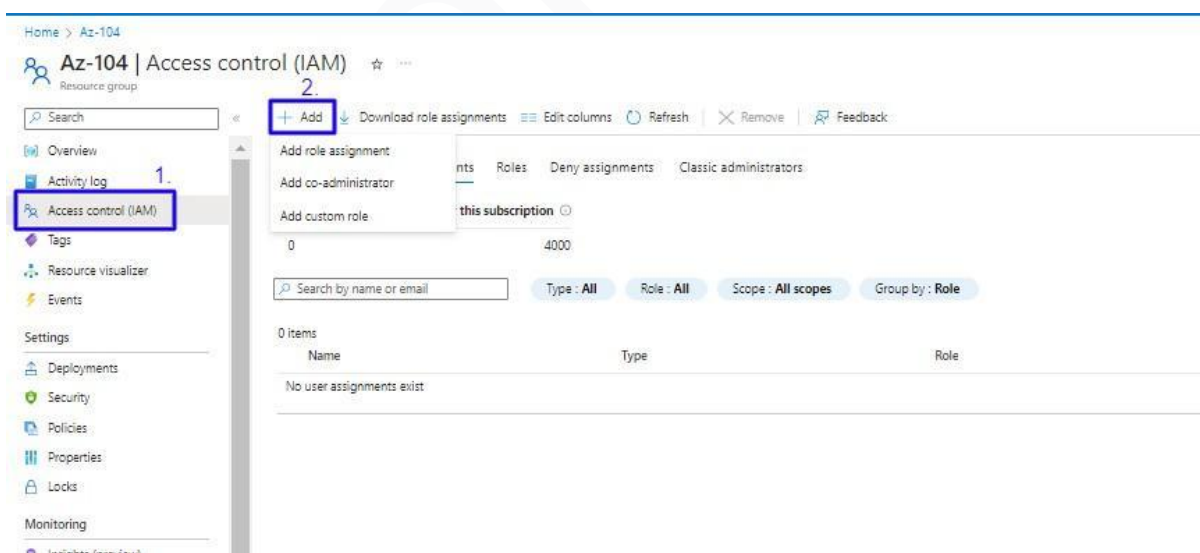 Home > Az-104
Az-104 | Access control (IAM) ☆ ...
Resource group
2.
Search
«
+ Add Download role assignments Edit columns Refresh Remove Feedback
Overview
Activity log
1.
Access control (IAM)
Tags
Resource visualizer
Events
Settings
Deployments
Security
Policies
Properties
Locks
Monitoring
Add role assignment
Add co-administrator
Add custom role
Roles Deny assignments Classic administrators
this subscription
0 4000
Search by name or email Type : All Role : All Scope : All scopes Group by : Role
0 items
Name Type Role
No user assignments exist